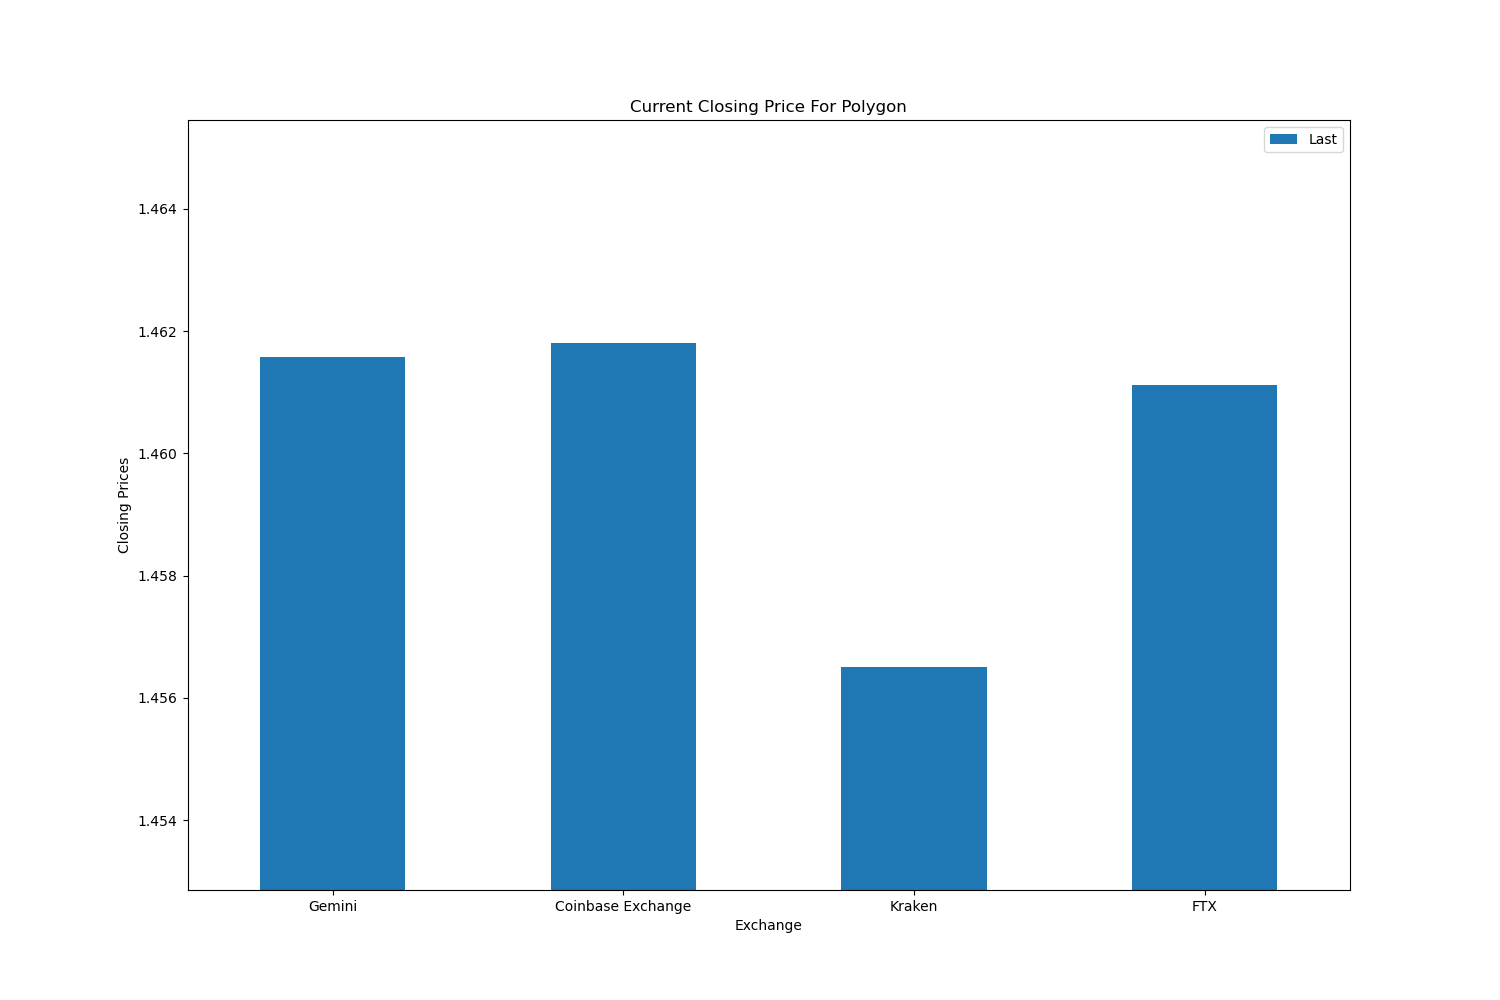 Current Closing Price For Polygon
Last
1.464
1.462
1.460
1.458
1.456
1.454
Closing Prices
Gemini Coinbase Exchange Kraken FTX
Exchange